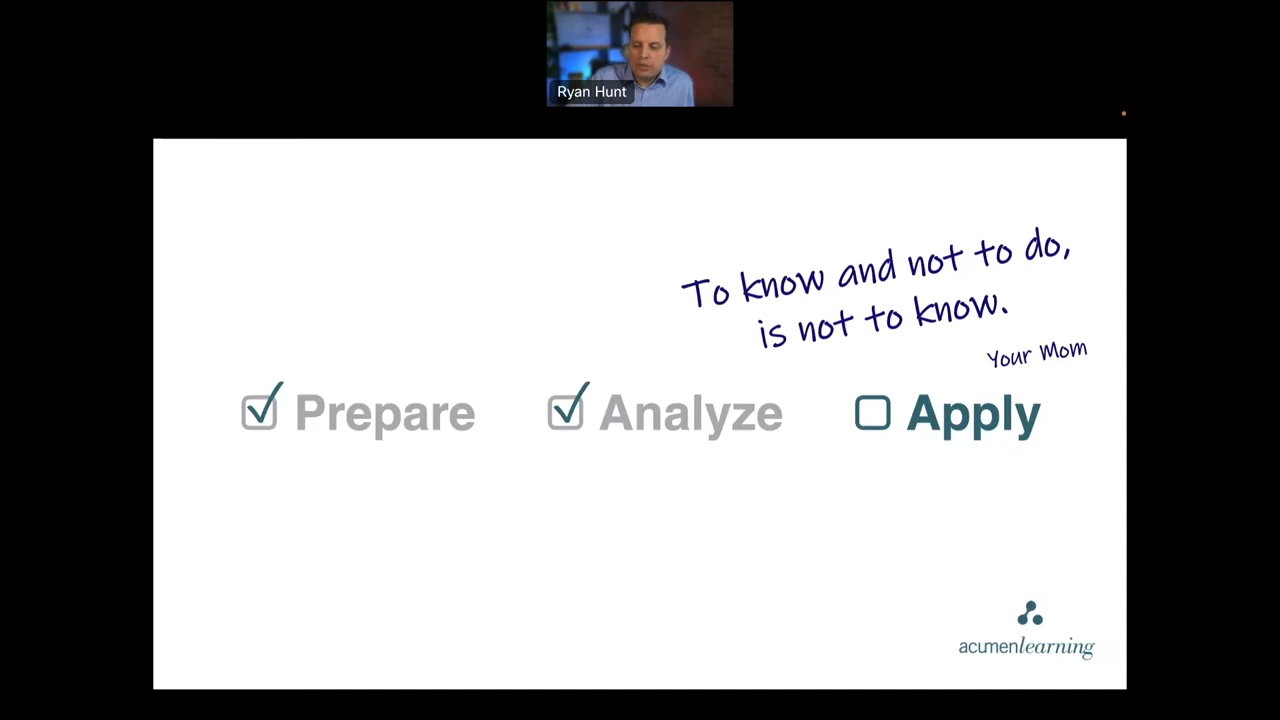 Ryan Hunt
To know and not to do,
is not to know.
Your Mom
Prepare
Analyze
Apply
acumenlearning